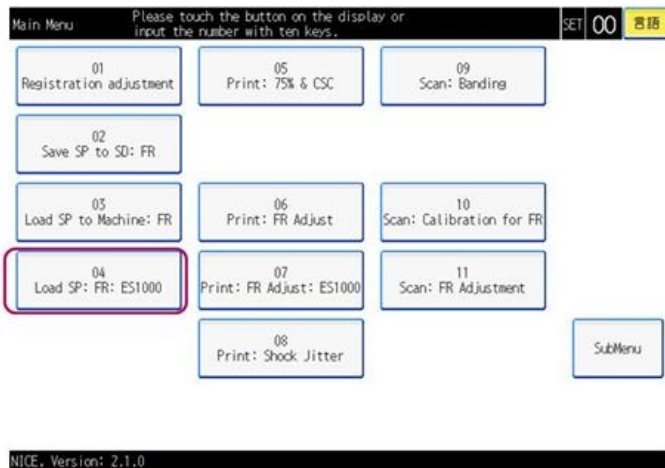 Main Menu
Please touch the button on the display or
input the number with ten keys.
SET 00 言語
01
Registration adjustment
05
Print: 75% & CSC
09
Scan: Banding
02
Save SP to SD: FR
03
Load SP to Machine: FR
06
Print: FR Adjust
10
Scan: Calibration for FR
04
Load SP: FR: ES1000
07
Print: FR Adjust: ES1000
11
Scan: FR Adjustment
08
Print: Shock Jitter
SubMenu
NICE. Version: 2.1.0